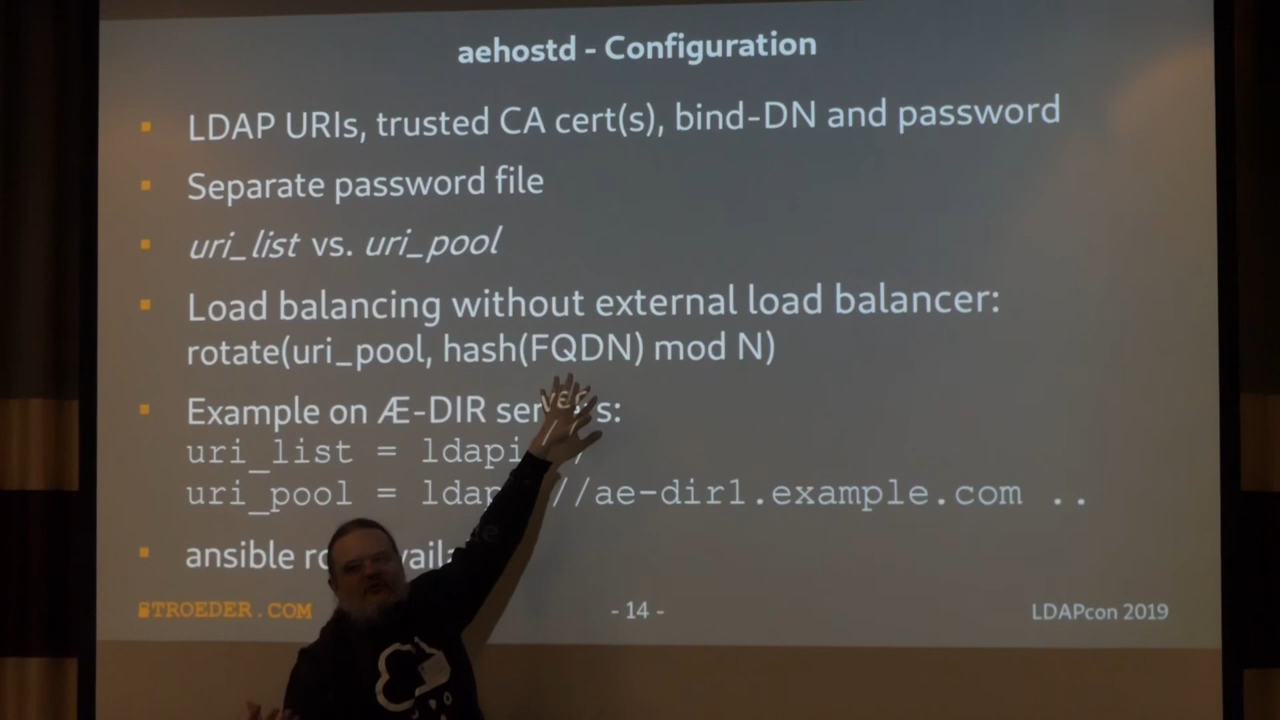 aehostd - Configuration
LDAP URIs, trusted CA cert(s), bind-DN and password
Separate password file
uri_list vs. uri_pool
Load balancing without external load balancer:
rotate(uri_pool, hash(FQDN) mod N)
Example on Æ-DIR servers:
uri_list = ldapi
uri_pool = ldap //ae-dir1.example.com ..
ansible
STROEDER.COM
- 14 -
LDAPcon 2019